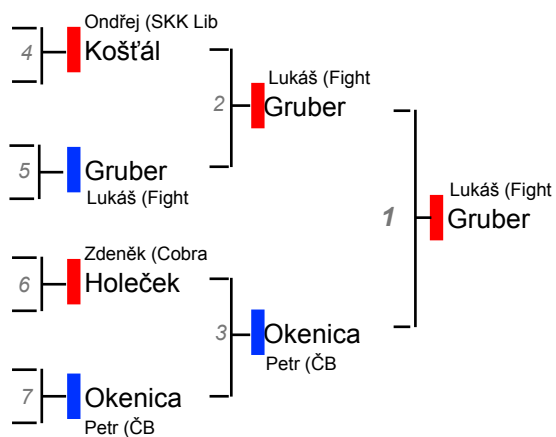 Ondřej (SKK Lib
4
Košťál
Lukáš (Fight
2
Gruber
5
Gruber
Lukáš (Fight
Lukáš (Fight
1
Gruber
Zdeněk (Cobra
6
Holeček
3
Okenica
Petr (ČB
7
Okenica
Petr (ČB